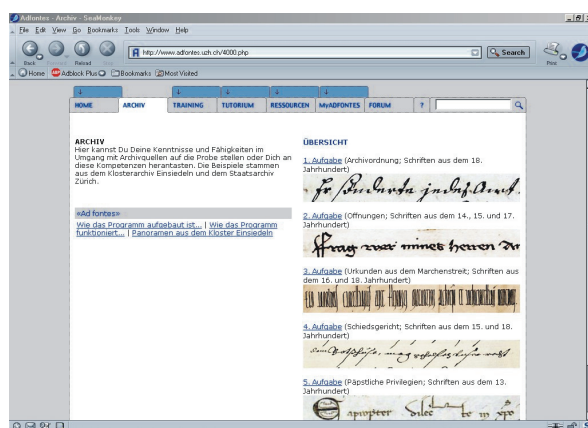 Adfontes - Archiv - SeaMonkey
File Edit View Go Bookmarks Tools Window Help
Back Forward Reload Stop http://www.adfontes.uzh.ch/4000.php Search Print
Home Adblock Plus Bookmarks Most Visited
HOME ARCHIV TRAINING TUTORIUM RESSOURCEN MyADFONTES FORUM ?
ARCHIV
Hier kannst Du Deine Kenntnisse und Fähigkeiten im
Umgang mit Archivquellen auf die Probe stellen oder Dich an
diese Kompetenzen herantasten. Die Beispiele stammen
aus dem Klosterarchiv Einsiedeln und dem Staatsarchiv
Zürich.
«Ad fontes»
Wie das Programm aufgebaut ist... | Wie das Programm
funktioniert... | Panoramen aus dem Kloster Einsiedeln
ÜBERSICHT
1. Aufgabe (Archivordnung; Schriften aus dem 18.
Jahrhundert)
2. Aufgabe (Offnungen; Schriften aus dem 14., 15. und 17.
Jahrhundert)
mines herren
3. Aufgabe (Urkunden aus dem Marchenstreit; Schriften aus
dem 16. und 18. Jahrhundert)
4. Aufgabe (Schiedsgericht; Schriften aus dem 15. und 18.
Jahrhundert)
5. Aufgabe (Päpstliche Privilegien; Schriften aus dem 13.
Jahrhundert)